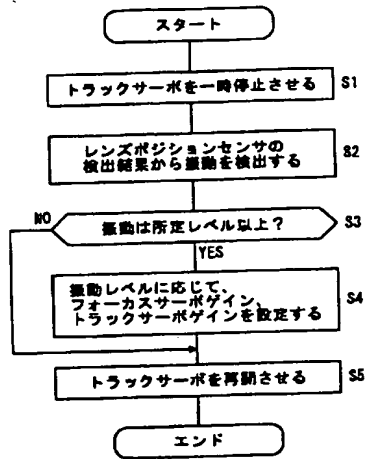 スタート
トラックサーボを一時停止させる S1
レンズポジションセンサの
検出結果から振動を検出する S2
NO 振動は所定レベル以上? S3
YES
振動レベルに応じて、
フォーカスサーボゲイン、
トラックサーボゲインを設定する S4
トラックサーボを再開させる S5
エンド